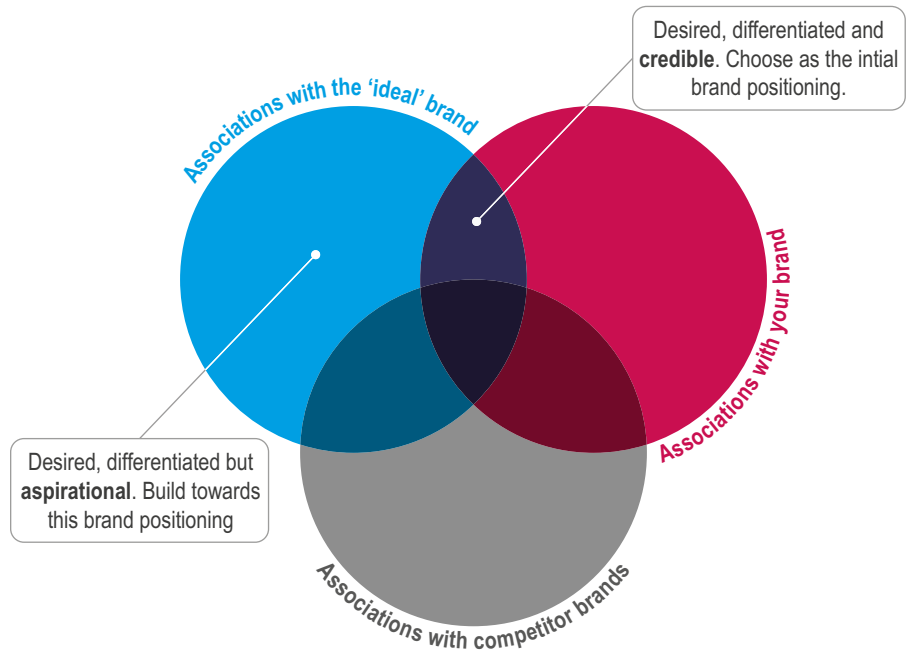 Desired, differentiated and
credible. Choose as the intial
brand positioning.
Associations with the ‘ideal’ brand
Associations with your brand
Desired, differentiated but
aspirational. Build towards
this brand positioning
Associations with competitor brands